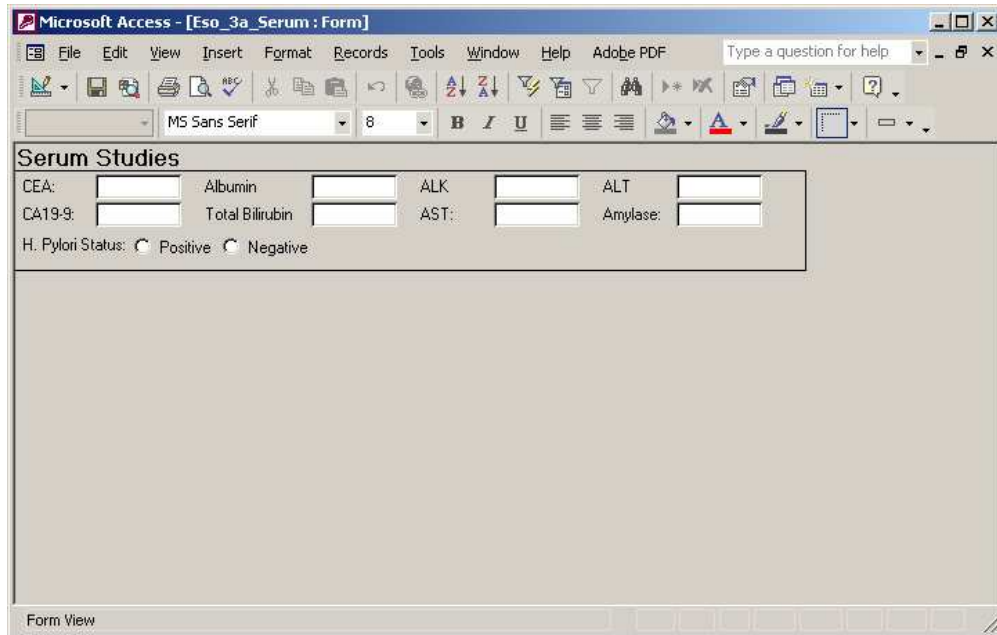 Microsoft Access - [Eso_3a_Serum : Form]
File Edit View Insert Format Records Tools Window Help Adobe PDF Type a question for help
MS Sans Serif 8 B I U A
Serum Studies
CEA: Albumin ALK ALT
CA19-9: Total Bilirubin AST: Amylase:
H. Pylori Status: Positive Negative
Form View